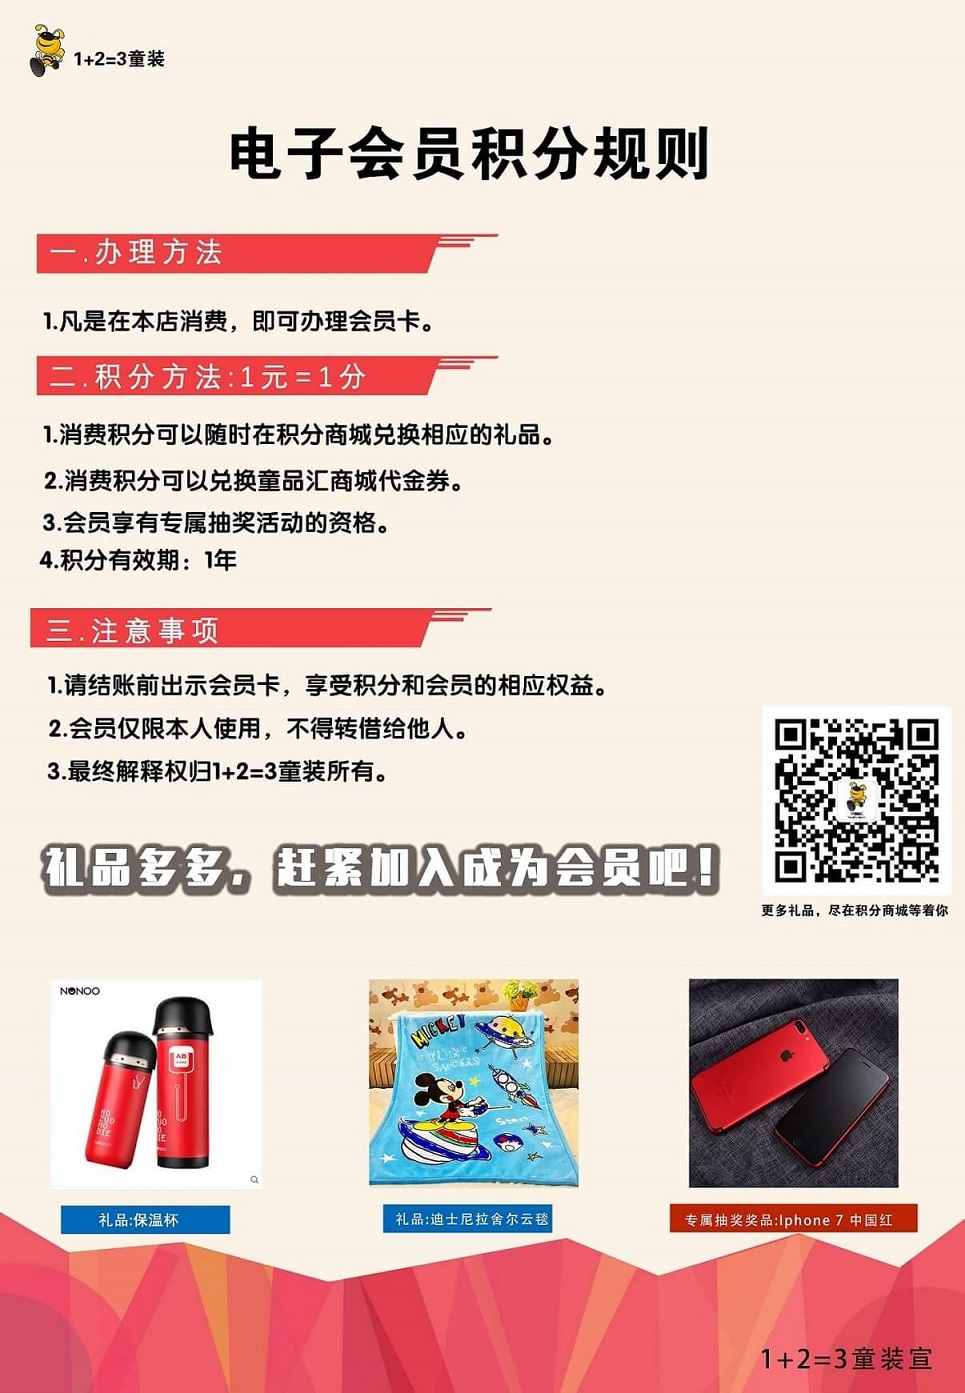 1+2=3童装
电子会员积分规则
一.办理方法
1.凡是在本店消费，即可办理会员卡。
二.积分方法:1元=1分
1.消费积分可以随时在积分商城兑换相应的礼品。
2.消费积分可以兑换童品汇商城代金券。
3.会员享有专属抽奖活动的资格。
4.积分有效期：1年
三.注意事项
1.请结账前出示会员卡，享受积分和会员的相应权益。
2.会员仅限本人使用，不得转借给他人。
3.最终解释权归1+2=3童装所有。
礼品多多，赶紧加入成为会员吧！
更多礼品，尽在积分商城等着你
NONOO
AB
NO
ZUO
NO
DIE
MICKEY
SAUCERS
Start
礼品:保温杯
礼品:迪士尼拉舍尔云毯
专属抽奖奖品:Iphone 7 中国红
1+2=3童装宣